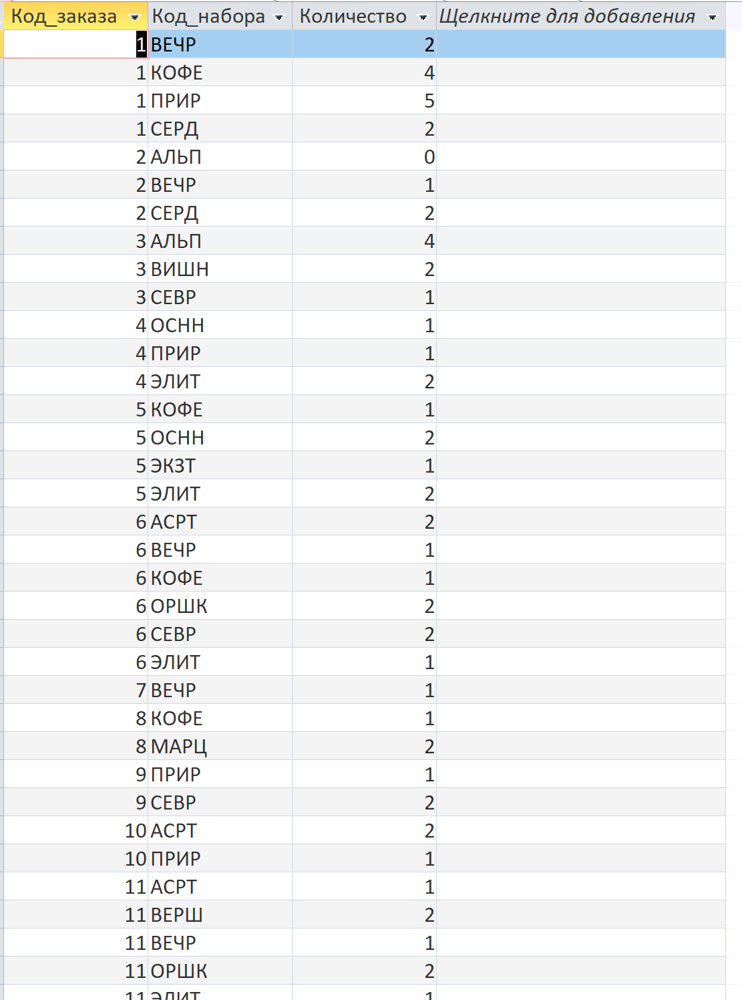 Код_заказа Код_набора Количество Щелкните для добавления
1 ВЕЧР 2
1 КОФЕ 4
1 ПРИР 5
1 СЕРД 2
2 АЛЬП 0
2 ВЕЧР 1
2 СЕРД 2
3 АЛЬП 4
3 ВИШН 2
3 СЕВР 1
4 ОСНН 1
4 ПРИР 1
4 ЭЛИТ 2
5 КОФЕ 1
5 ОСНН 2
5 ЭКЗТ 1
5 ЭЛИТ 2
6 АСРТ 2
6 ВЕЧР 1
6 КОФЕ 1
6 ОРШК 2
6 СЕВР 2
6 ЭЛИТ 1
7 ВЕЧР 1
8 КОФЕ 1
8 МАРЦ 2
9 ПРИР 1
9 СЕВР 2
10 АСРТ 2
10 ПРИР 1
11 АСРТ 1
11 ВЕРШ 2
11 ВЕЧР 1
11 ОРШК 2
11 ЭЛИТ 1